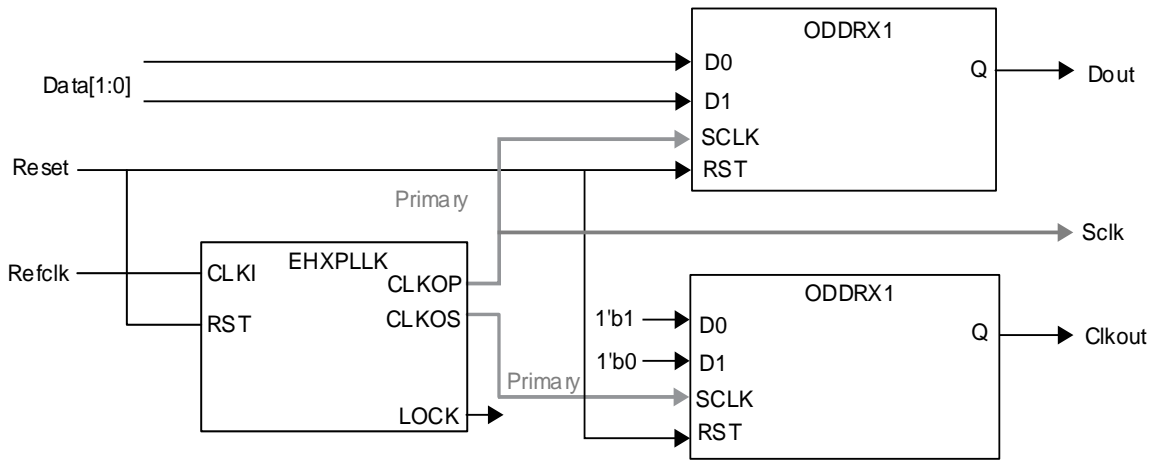 ODDRX1
D0
Q
Dout
Data[1:0]
D1
SCLK
Reset
RST
Primary
Sclk
EHXPLLK
Refclk
CLKI
CLKOP
ODDRX1
RST
CLKOS
1'b1
D0
Q
Clkout
1'b0
D1
Primary
SCLK
LOCK
RST